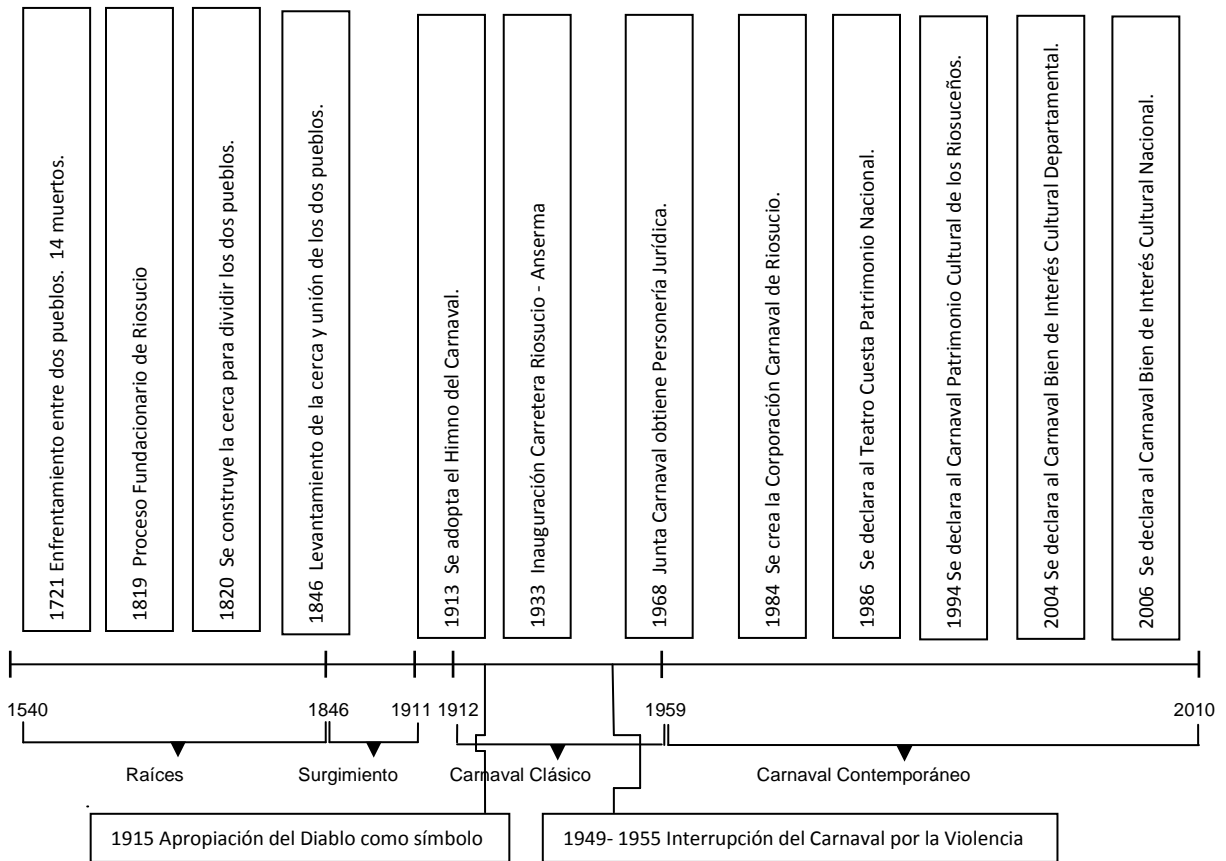 1721 Enfrentamiento entre dos pueblos.  14 muertos.
1819  Proceso Fundacionario de Riosucio
1820  Se construye la cerca para dividir los dos pueblos.
1846  Levantamiento de la cerca y unión de los dos pueblos.
1913  Se adopta el Himno del Carnaval.
1933  Inauguración Carretera Riosucio - Anserma
1968  Junta Carnaval obtiene Personería Jurídica.
1984  Se crea la Corporación Carnaval de Riosucio.
1986  Se declara al Teatro Cuesta Patrimonio Nacional.
1994 Se declara al Carnaval Patrimonio Cultural de los Riosuceños.
2004 Se declara al Carnaval Bien de Interés Cultural Departamental.
2006  Se declara al Carnaval Bien de Interés Cultural Nacional.
1540 1846 1911 1912 1959 2010
Raíces Surgimiento Carnaval Clásico Carnaval Contemporáneo
1915 Apropiación del Diablo como símbolo
1949- 1955 Interrupción del Carnaval por la Violencia